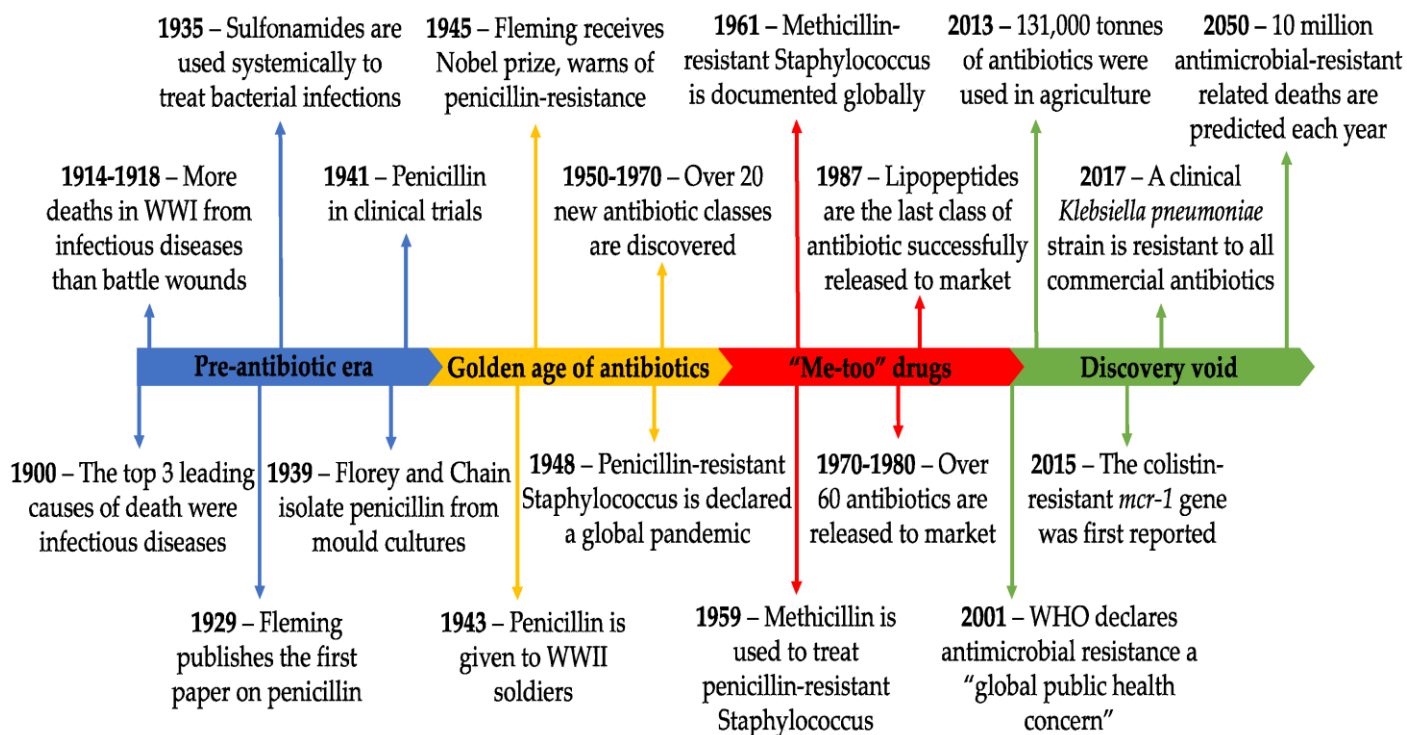 1935 – Sulfonamides are
used systemically to
treat bacterial infections
1945 – Fleming receives
Nobel prize, warns of
penicillin-resistance
1961 – Methicillin-
resistant Staphylococcus
is documented globally
2013 – 131,000 tonnes
of antibiotics were
used in agriculture
2050 – 10 million
antimicrobial-resistant
related deaths are
predicted each year
1914-1918 – More
deaths in WWI from
infectious diseases
than battle wounds
1941 – Penicillin
in clinical trials
1950-1970 – Over 20
new antibiotic classes
are discovered
1987 – Lipopeptides
are the last class of
antibiotic successfully
released to market
2017 – A clinical
Klebsiella pneumoniae
strain is resistant to all
commercial antibiotics
Pre-antibiotic era
Golden age of antibiotics
“Me-too” drugs
Discovery void
1900 – The top 3 leading
causes of death were
infectious diseases
1939 – Florey and Chain
isolate penicillin from
mould cultures
1948 – Penicillin-resistant
Staphylococcus is declared
a global pandemic
1970-1980 – Over
60 antibiotics are
released to market
2015 – The colistin-
resistant mcr-1 gene
was first reported
1929 – Fleming
publishes the first
paper on penicillin
1943 – Penicillin is
given to WWII
soldiers
1959 – Methicillin is
used to treat
penicillin-resistant
Staphylococcus
2001 – WHO declares
antimicrobial resistance a
“global public health
concern”